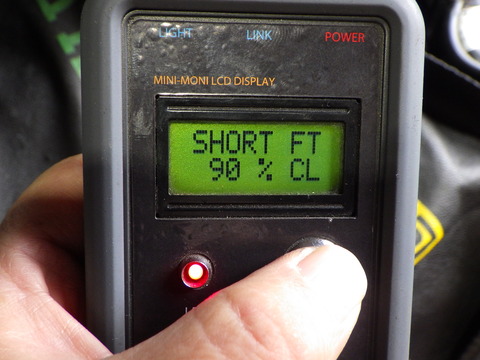 LIGHT LINK POWER
MINI-MONI LCD DISPLAY
SHORT FT
90 % CL